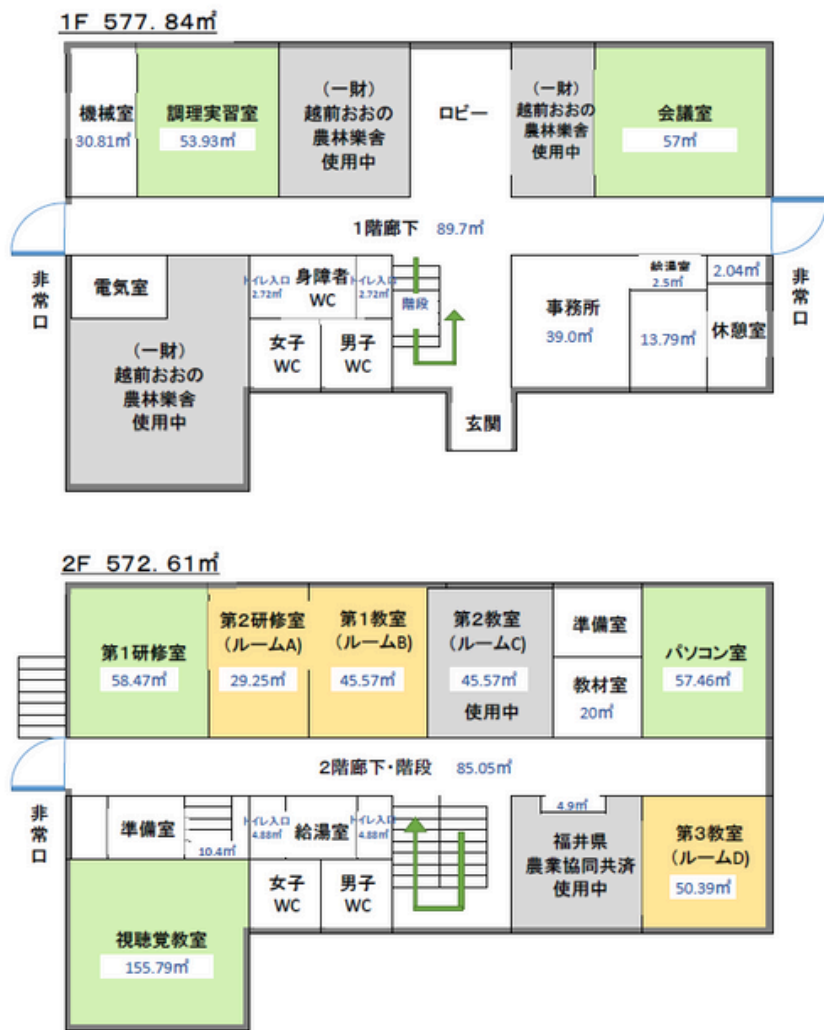 1F 577.84㎡
機械室
30.81㎡
調理実習室
53.93㎡
(一財)
越前おおの
農林樂舎
使用中
ロビー
(一財)
越前おおの
農林樂舎
使用中
会議室
57㎡
1階廊下 89.7㎡
非常口
電気室
(一財)
越前おおの
農林樂舎
使用中
トイレ入口
2.72㎡
身障者
WC
トイレ入口
2.72㎡
女子
WC
男子
WC
階段
玄関
事務所
39.0㎡
給湯室
2.5㎡
13.79㎡
2.04㎡
休憩室
非常口
2F 572.61㎡
第1研修室
58.47㎡
第2研修室
(ルームA)
29.25㎡
第1教室
(ルームB)
45.57㎡
第2教室
(ルームC)
45.57㎡
使用中
準備室
教材室
20㎡
パソコン室
57.46㎡
2階廊下・階段 85.05㎡
非常口
準備室
10.4㎡
視聴覚教室
155.79㎡
トイレ入口
4.88㎡
給湯室
トイレ入口
4.88㎡
女子
WC
男子
WC
4.9㎡
福井県
農業協同共済
使用中
第3教室
(ルームD)
50.39㎡